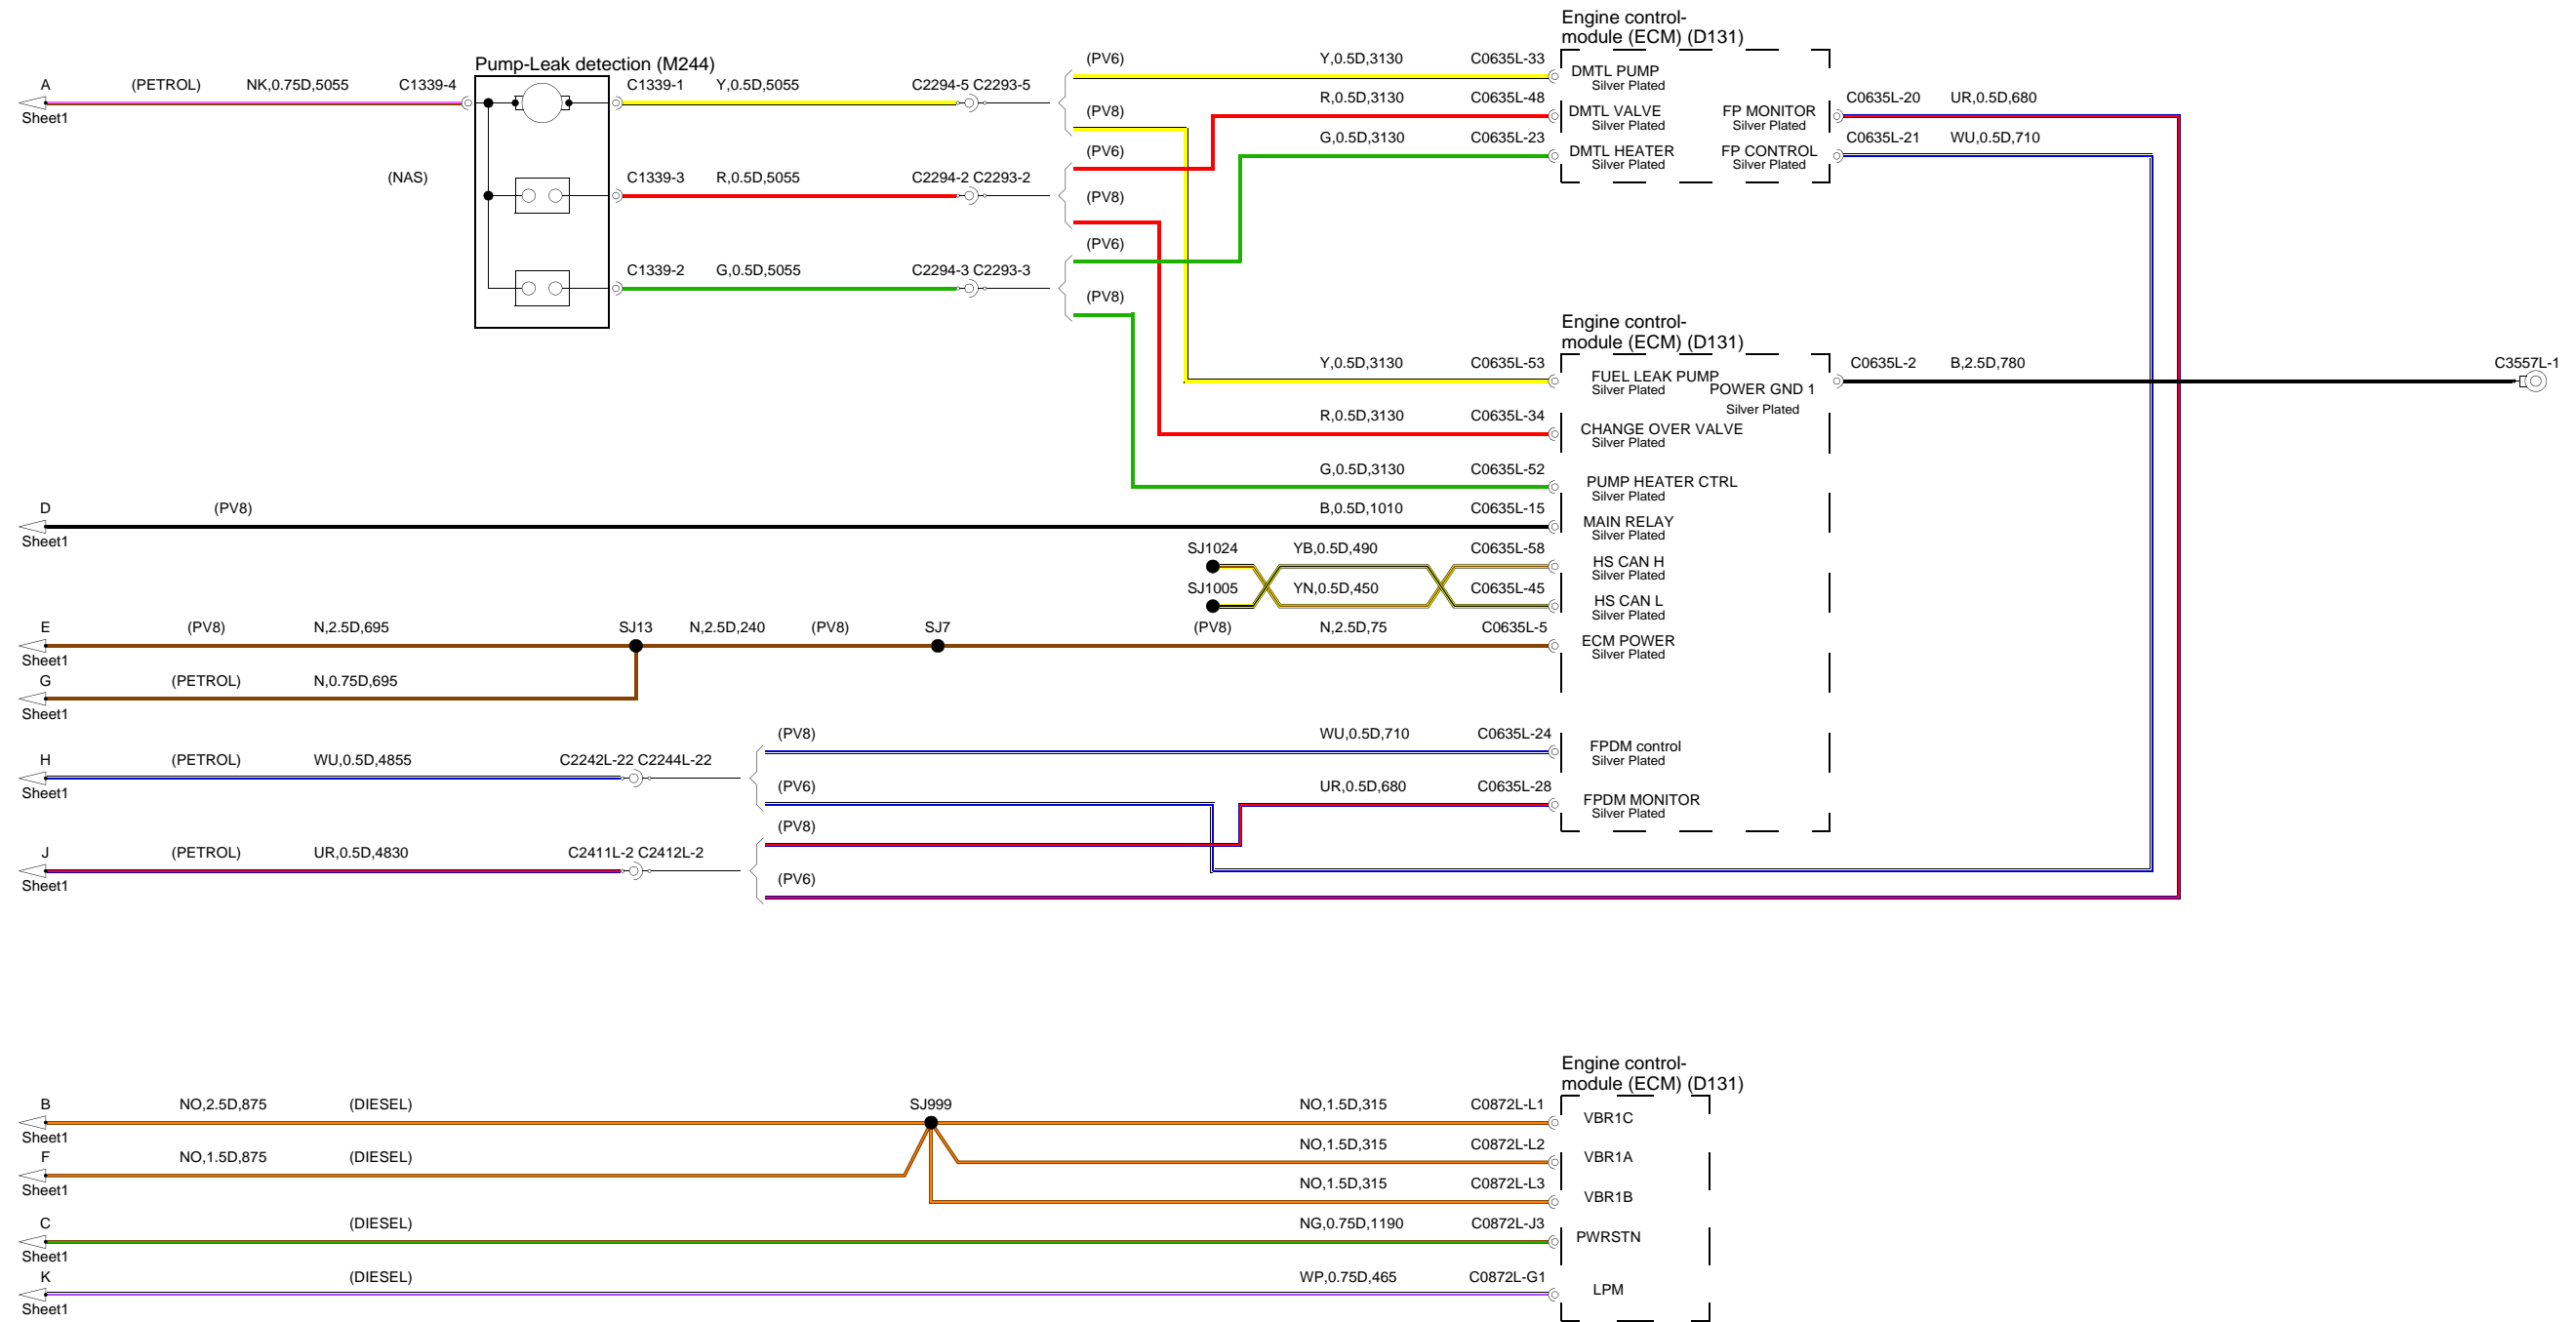 Engine control-
module (ECM) (D131)
Pump-Leak detection (M244)
A (PETROL) NK,0.75D,5055 C1339-4
Sheet1
C1339-1 Y,0.5D,5055 C2294-5 C2293-5
(PV6) Y,0.5D,3130 C0635L-33 DMTL PUMP
Silver Plated
(PV8) R,0.5D,3130 C0635L-48 DMTL VALVE
Silver Plated
FP MONITOR C0635L-20 UR,0.5D,680
Silver Plated
(PV6) G,0.5D,3130 C0635L-23 DMTL HEATER
Silver Plated
FP CONTROL C0635L-21 WU,0.5D,710
Silver Plated
(NAS) C1339-3 R,0.5D,5055 C2294-2 C2293-2
(PV8)
(PV6)
C1339-2 G,0.5D,5055 C2294-3 C2293-3
(PV8)
Engine control-
module (ECM) (D131)
Y,0.5D,3130 C0635L-53 FUEL LEAK PUMP
Silver Plated
POWER GND 1 C0635L-2 B,2.5D,780 C3557L-1
Silver Plated
R,0.5D,3130 C0635L-34 CHANGE OVER VALVE
Silver Plated
G,0.5D,3130 C0635L-52 PUMP HEATER CTRL
Silver Plated
D (PV8) B,0.5D,1010 C0635L-15 MAIN RELAY
Sheet1 Silver Plated
SJ1024 YB,0.5D,490 C0635L-58 HS CAN H
Silver Plated
SJ1005 YN,0.5D,450 C0635L-45 HS CAN L
Silver Plated
E (PV8) N,2.5D,695 SJ13 N,2.5D,240 (PV8) SJ7 (PV8) N,2.5D,75 C0635L-5 ECM POWER
Sheet1 Silver Plated
G (PETROL) N,0.75D,695
Sheet1
(PV8) WU,0.5D,710 C0635L-24 FPDM control
Silver Plated
H (PETROL) WU,0.5D,4855 C2242L-22 C2244L-22
Sheet1
(PV6) UR,0.5D,680 C0635L-28 FPDM MONITOR
Silver Plated
(PV8)
J (PETROL) UR,0.5D,4830 C2411L-2 C2412L-2
Sheet1
(PV6)
Engine control-
module (ECM) (D131)
B NO,2.5D,875 (DIESEL) SJ999 NO,1.5D,315 C0872L-L1 VBR1C
Sheet1
F NO,1.5D,875 (DIESEL) NO,1.5D,315 C0872L-L2 VBR1A
Sheet1
NO,1.5D,315 C0872L-L3 VBR1B
C (DIESEL) NG,0.75D,1190 C0872L-J3 PWRSTN
Sheet1
K (DIESEL) WP,0.75D,465 C0872L-G1 LPM
Sheet1